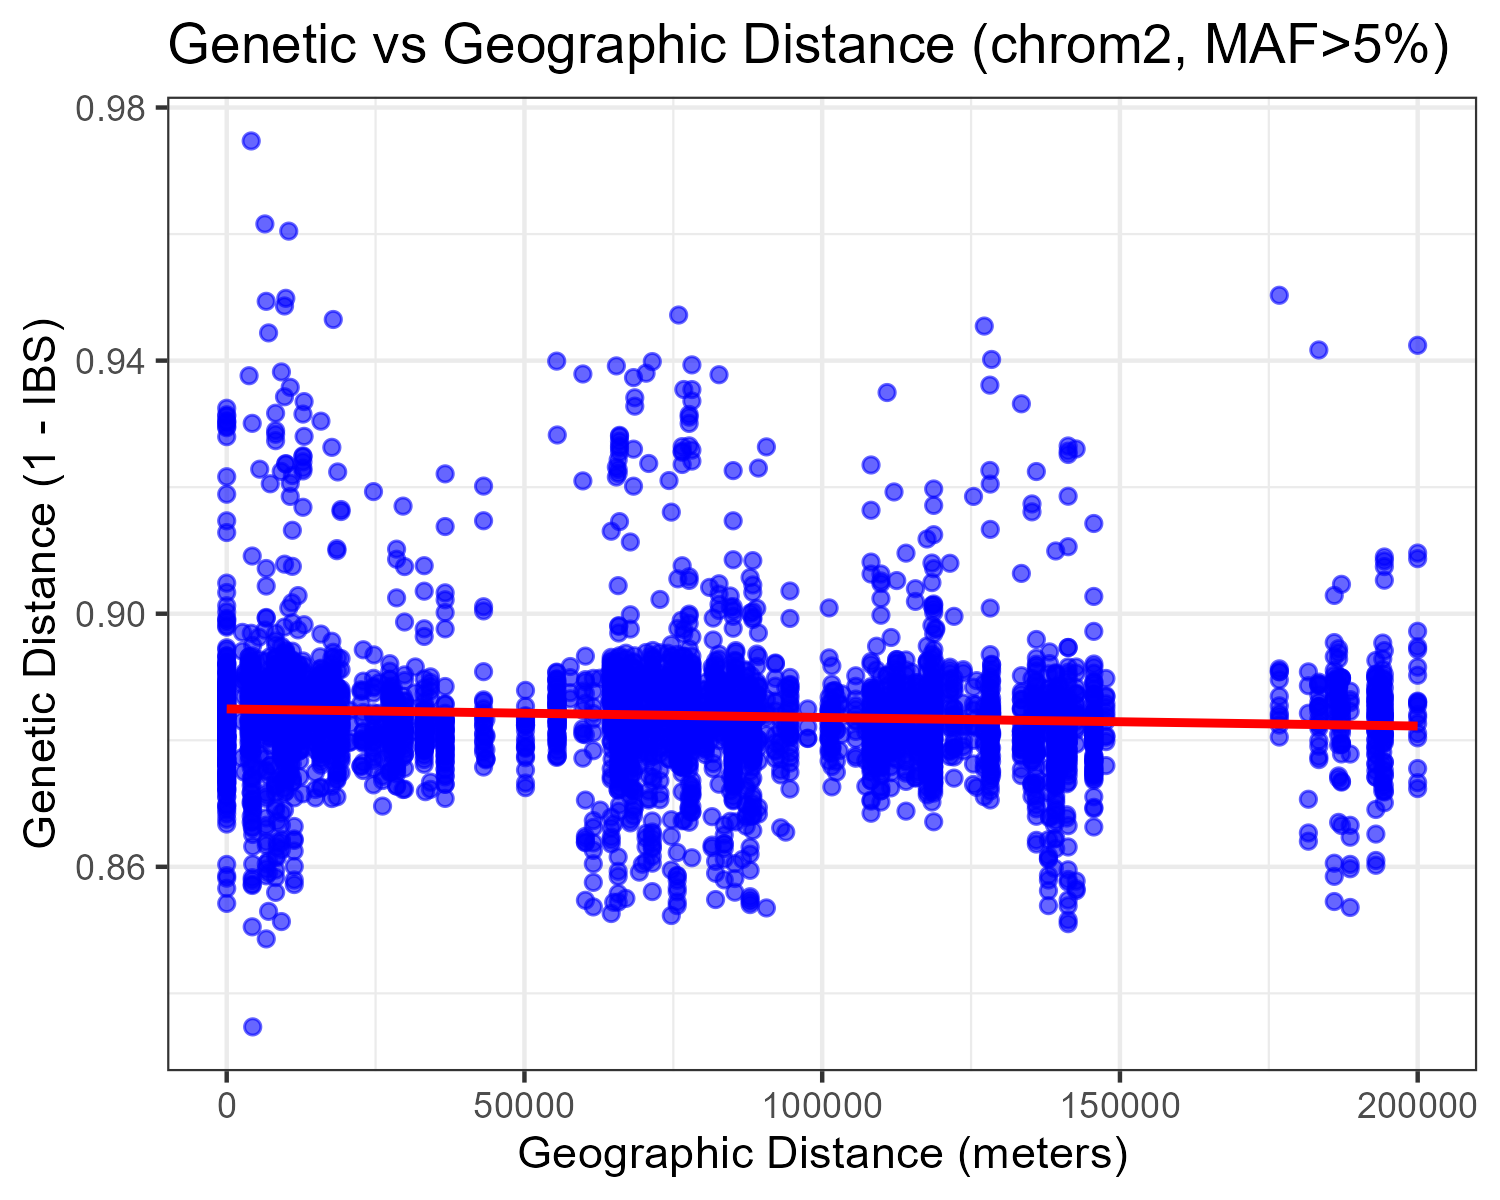 Genetic vs Geographic Distance (chrom2, MAF>5%)
Genetic Distance (1 - IBS)
0.98
0.94
0.90
0.86
0 50000 100000 150000 200000
Geographic Distance (meters)